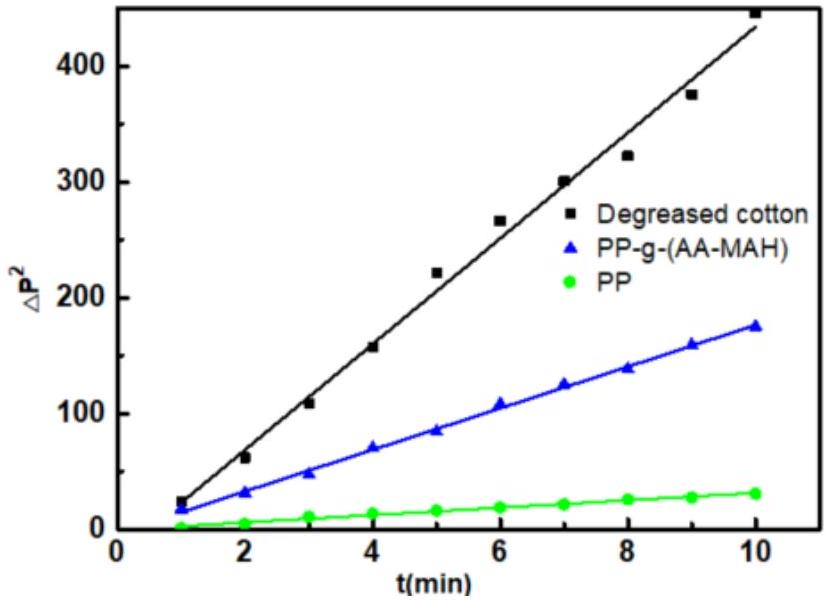 400
300
200
100
0
△P²
Degreased cotton
PP-g-(AA-MAH)
PP
0 2 4 6 8 10
t(min)